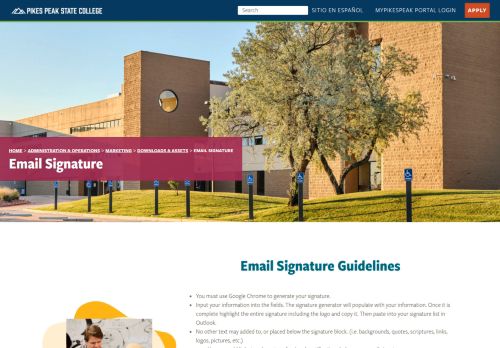 PIKES PEAK STATE COLLEGE
Search
SITIO EN ESPAÑOL
MYPIKESPEAK PORTAL LOGIN
APPLY
HOME > ADMINISTRATION & OPERATIONS > MARKETING > DOWNLOADS & ASSETS > EMAIL SIGNATURE
Email Signature
Email Signature Guidelines
You must use Google Chrome to generate your signature.
Input your information into the fields. The signature generator will populate with your information. Once it is
complete highlight the entire signature including the logo and copy it. Then paste into your signature list in
Outlook.
No other text may added to, or placed below the signature block. (i.e: backgrounds, quotes, scriptures, links,
logos, pictures, etc.)